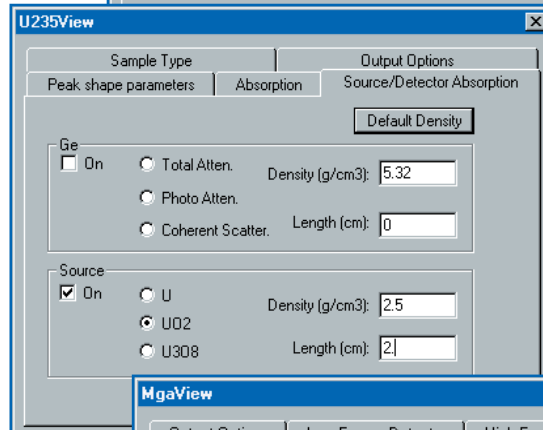 U235View
Sample Type Output Options
Peak shape parameters Absorption Source/Detector Absorption
Default Density
Ge
On Total Atten. Density (g/cm3): 5.32
Photo Atten.
Coherent Scatter. Length (cm): 0
Source
On U Density (g/cm3): 2.5
UO2
U3O8 Length (cm): 2.
MgaView